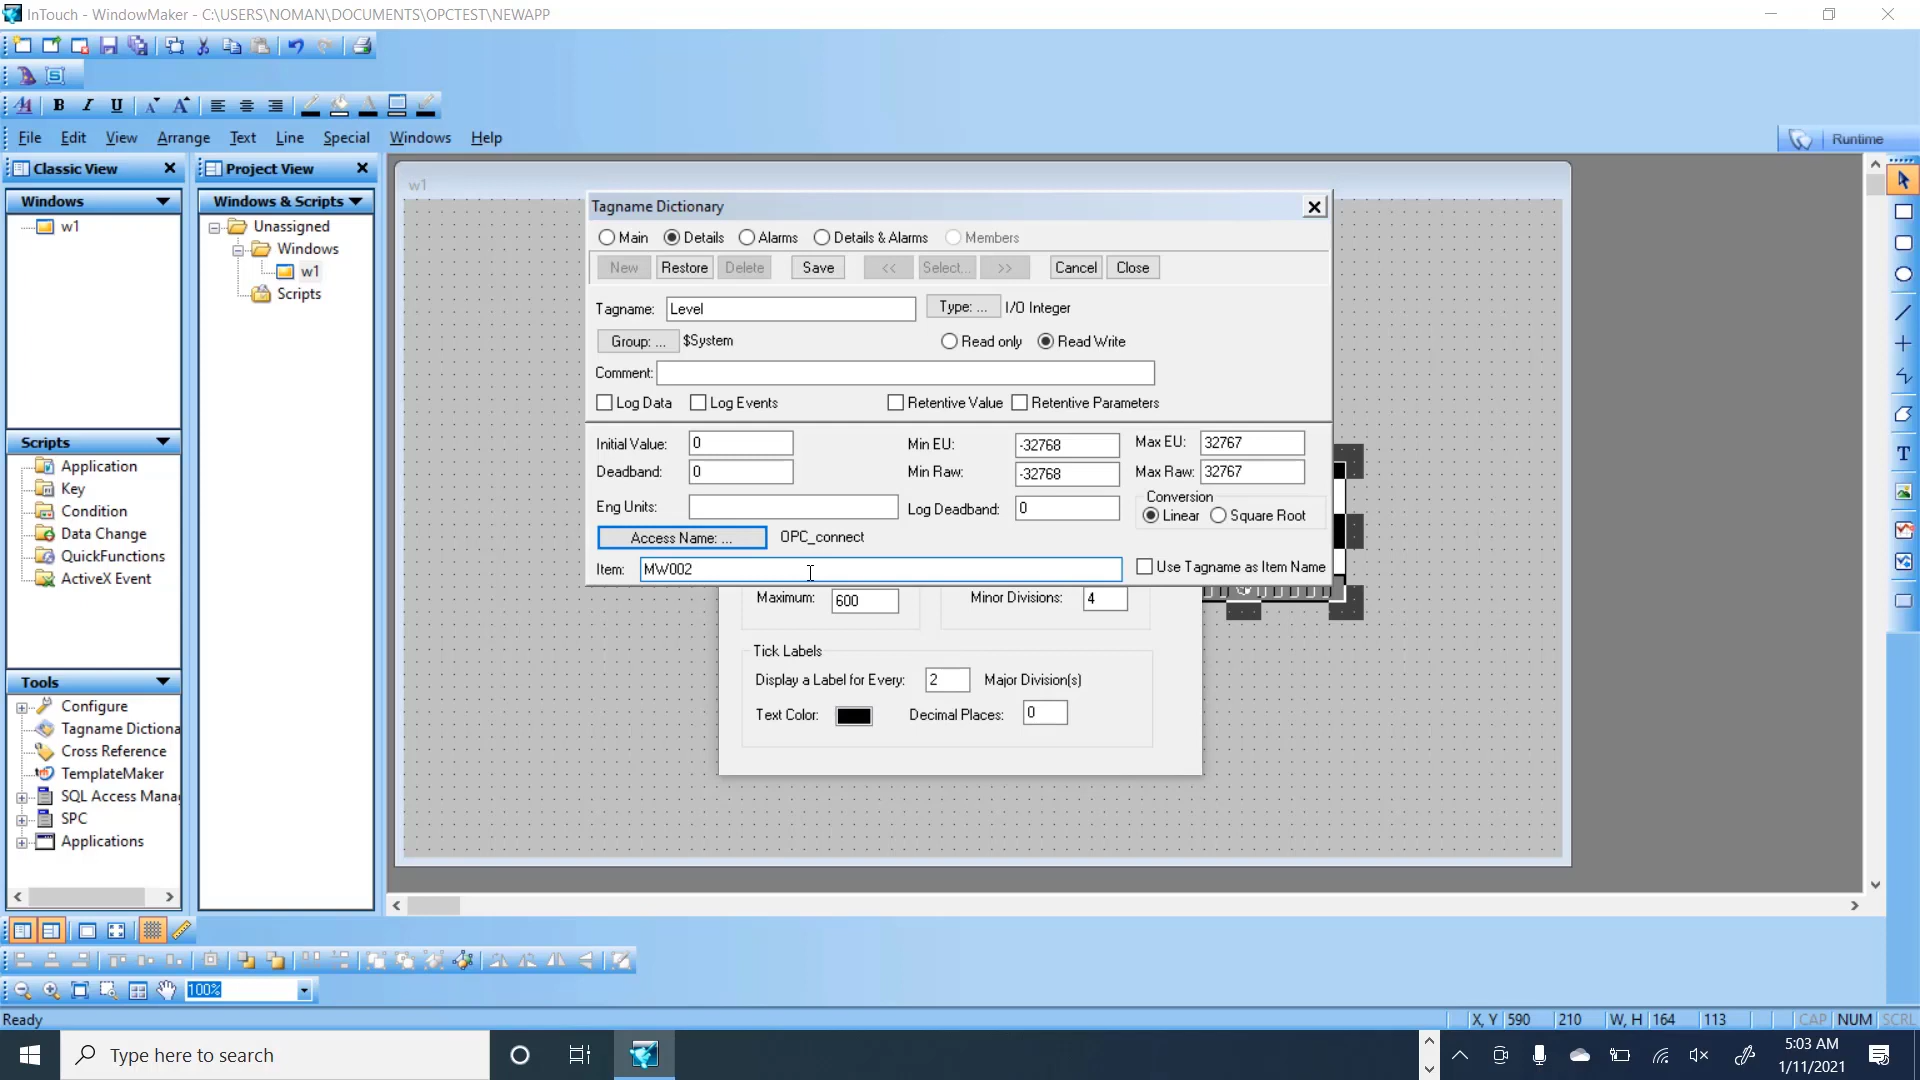 InTouch - WindowMaker - C:\USERS\NOMAN\DOCUMENTS\OPCTEST\NEWAPP
File Edit View Arrange Text Line Special Windows Help
Runtime
Classic View
Project View
Windows
w1
Windows & Scripts
Unassigned
Windows
w1
Scripts
Scripts
Application
Key
Condition
Data Change
QuickFunctions
ActiveX Event
Tools
Configure
Tagname Dictiona
Cross Reference
TemplateMaker
SQL Access Mana
SPC
Applications
w1
Tagname Dictionary
Main Details Alarms Details & Alarms Members
New Restore Delete Save << Select... >> Cancel Close
Tagname: Level Type: ... I/O Integer
Group: ... $System Read only Read Write
Comment:
Log Data Log Events Retentive Value Retentive Parameters
Initial Value: 0 Min EU: -32768 Max EU: 32767
Deadband: 0 Min Raw: -32768 Max Raw: 32767
Eng Units: Log Deadband: 0 Conversion
Linear Square Root
Access Name: ... OPC_connect
Item: MW002 Use Tagname as Item Name
Maximum: 600 Minor Divisions: 4
Tick Labels
Display a Label for Every: 2 Major Division(s)
Text Color: Decimal Places: 0
100%
Ready
X, Y 590 210 W, H 164 113 CAP NUM SCRL
Type here to search
5:03 AM
1/11/2021